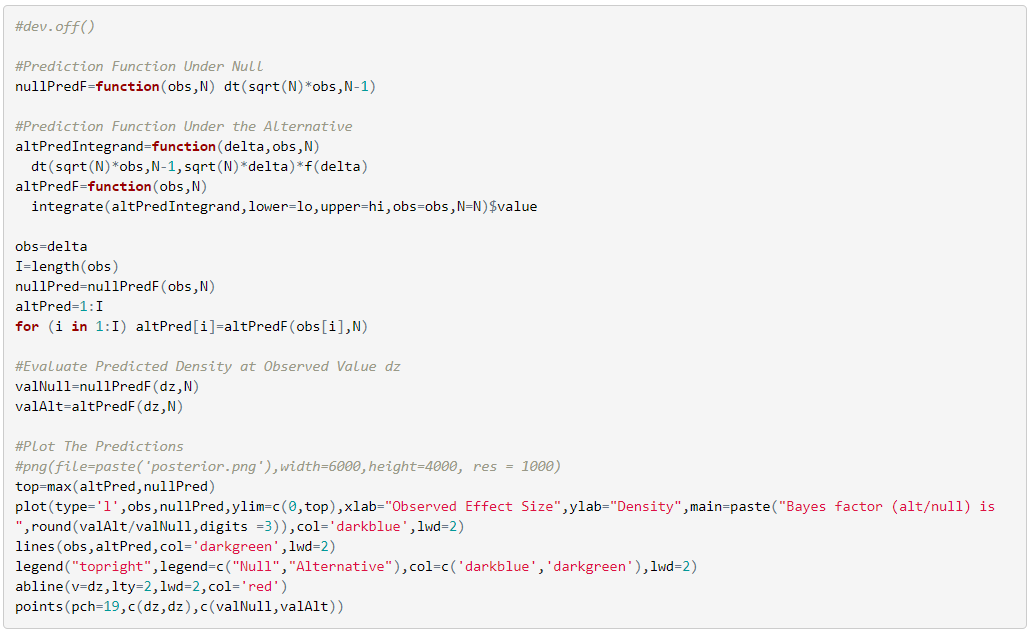 #dev.off()
#Prediction Function Under Null
nullPredF=function(obs,N) dt(sqrt(N)*obs,N-1)
#Prediction Function Under the Alternative
altPredIntegrand=function(delta,obs,N)
  dt(sqrt(N)*obs,N-1,sqrt(N)*delta)*f(delta)
altPredF=function(obs,N)
  integrate(altPredIntegrand,lower=lo,upper=hi,obs=obs,N=N)$value
obs=delta
I=length(obs)
nullPred=nullPredF(obs,N)
altPred=1:I
for (i in 1:I) altPred[i]=altPredF(obs[i],N)
#Evaluate Predicted Density at Observed Value dz
valNull=nullPredF(dz,N)
valAlt=altPredF(dz,N)
#Plot The Predictions
#png(file=paste('posterior.png'),width=6000,height=4000, res = 1000)
top=max(altPred,nullPred)
plot(type='l',obs,nullPred,ylim=c(0,top),xlab="Observed Effect Size",ylab="Density",main=paste("Bayes factor (alt/null) is
",round(valAlt/valNull,digits =3)),col='darkblue',lwd=2)
lines(obs,altPred,col='darkgreen',lwd=2)
legend("topright",legend=c("Null","Alternative"),col=c('darkblue','darkgreen'),lwd=2)
abline(v=dz,lty=2,lwd=2,col='red')
points(pch=19,c(dz,dz),c(valNull,valAlt))